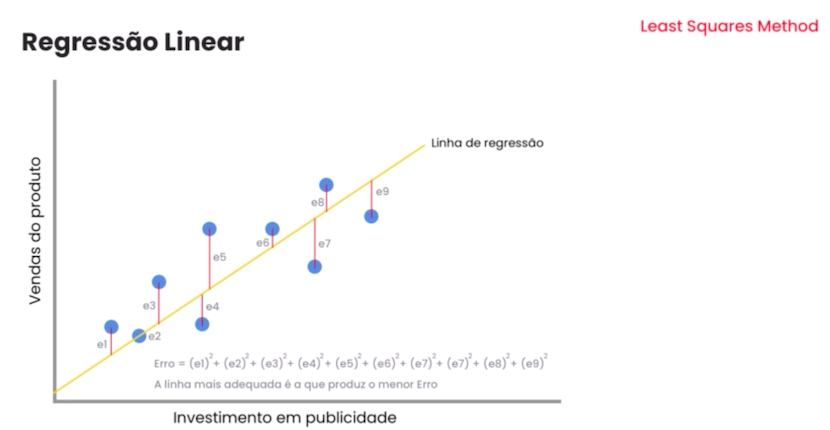 Least Squares Method
Regressão Linear
Linha de regressão
Vendas do produto
e1
e2
e3
e4
e5
e6
e7
e8
e9
Erro = (e1)²+ (e2)²+ (e3)²+ (e4)²+ (e5)²+ (e6)²+ (e7)²+ (e7)²+ (e8)²+ (e9)²
A linha mais adequada é a que produz o menor Erro
Investimento em publicidade